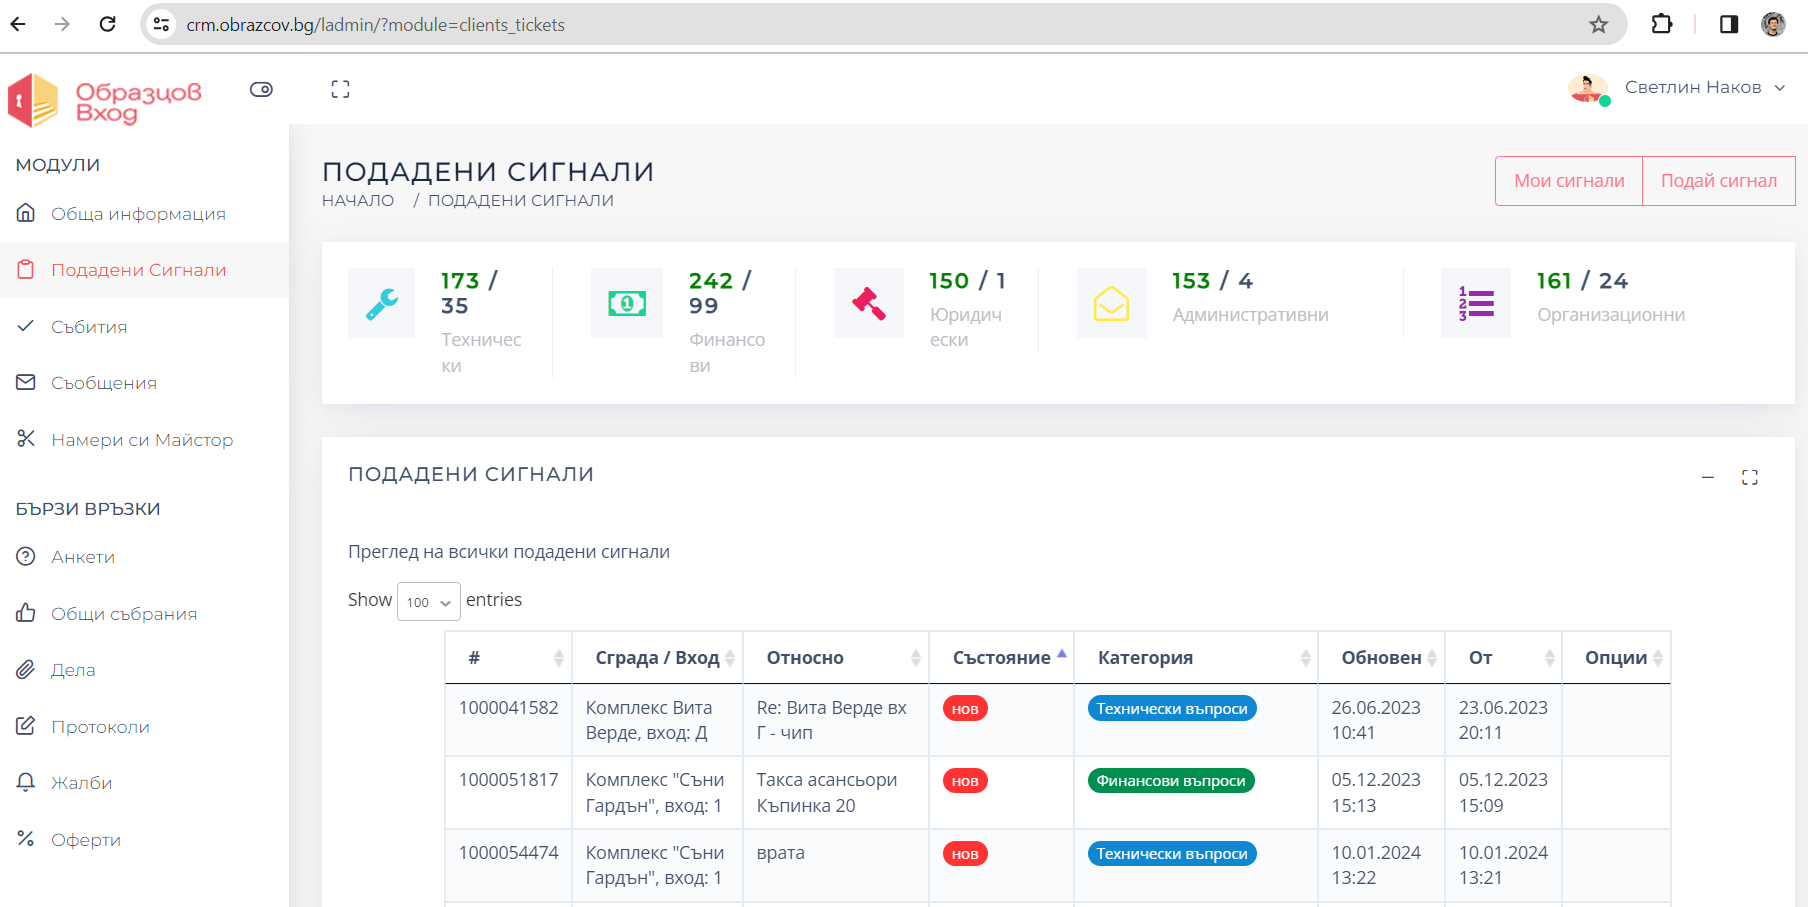 crm.obrazcov.bg/ladmin/?module=clients_tickets
Образцов
Вход
Светлин Наков
МОДУЛИ
Обща информация
Подадени Сигнали
Събития
Съобщения
Намери си Майстор
БЪРЗИ ВРЪЗКИ
Анкети
Общи събрания
Дела
Протоколи
Жалби
Оферти
ПОДАДЕНИ СИГНАЛИ
НАЧАЛО / ПОДАДЕНИ СИГНАЛИ
Мои сигнали Подай сигнал
173 /
35
Техничес
ки
242 /
99
Финансо
ви
150 / 1
Юридич
ески
153 / 4
Административни
161 / 24
Организационни
ПОДАДЕНИ СИГНАЛИ
Преглед на всички подадени сигнали
Show 100 entries
# Сграда / Вход Относно Състояние Категория Обновен От Опции
1000041582 Комплекс Вита Re: Вита Верде вх нов Технически въпроси 26.06.2023 23.06.2023
Верде, вход: Д Г - чип 10:41 20:11
1000051817 Комплекс "Съни Такса асансьори нов Финансови въпроси 05.12.2023 05.12.2023
Гардън", вход: 1 Къпинка 20 15:13 15:09
1000054474 Комплекс "Съни врата нов Технически въпроси 10.01.2024 10.01.2024
Гардън", вход: 1 13:22 13:21